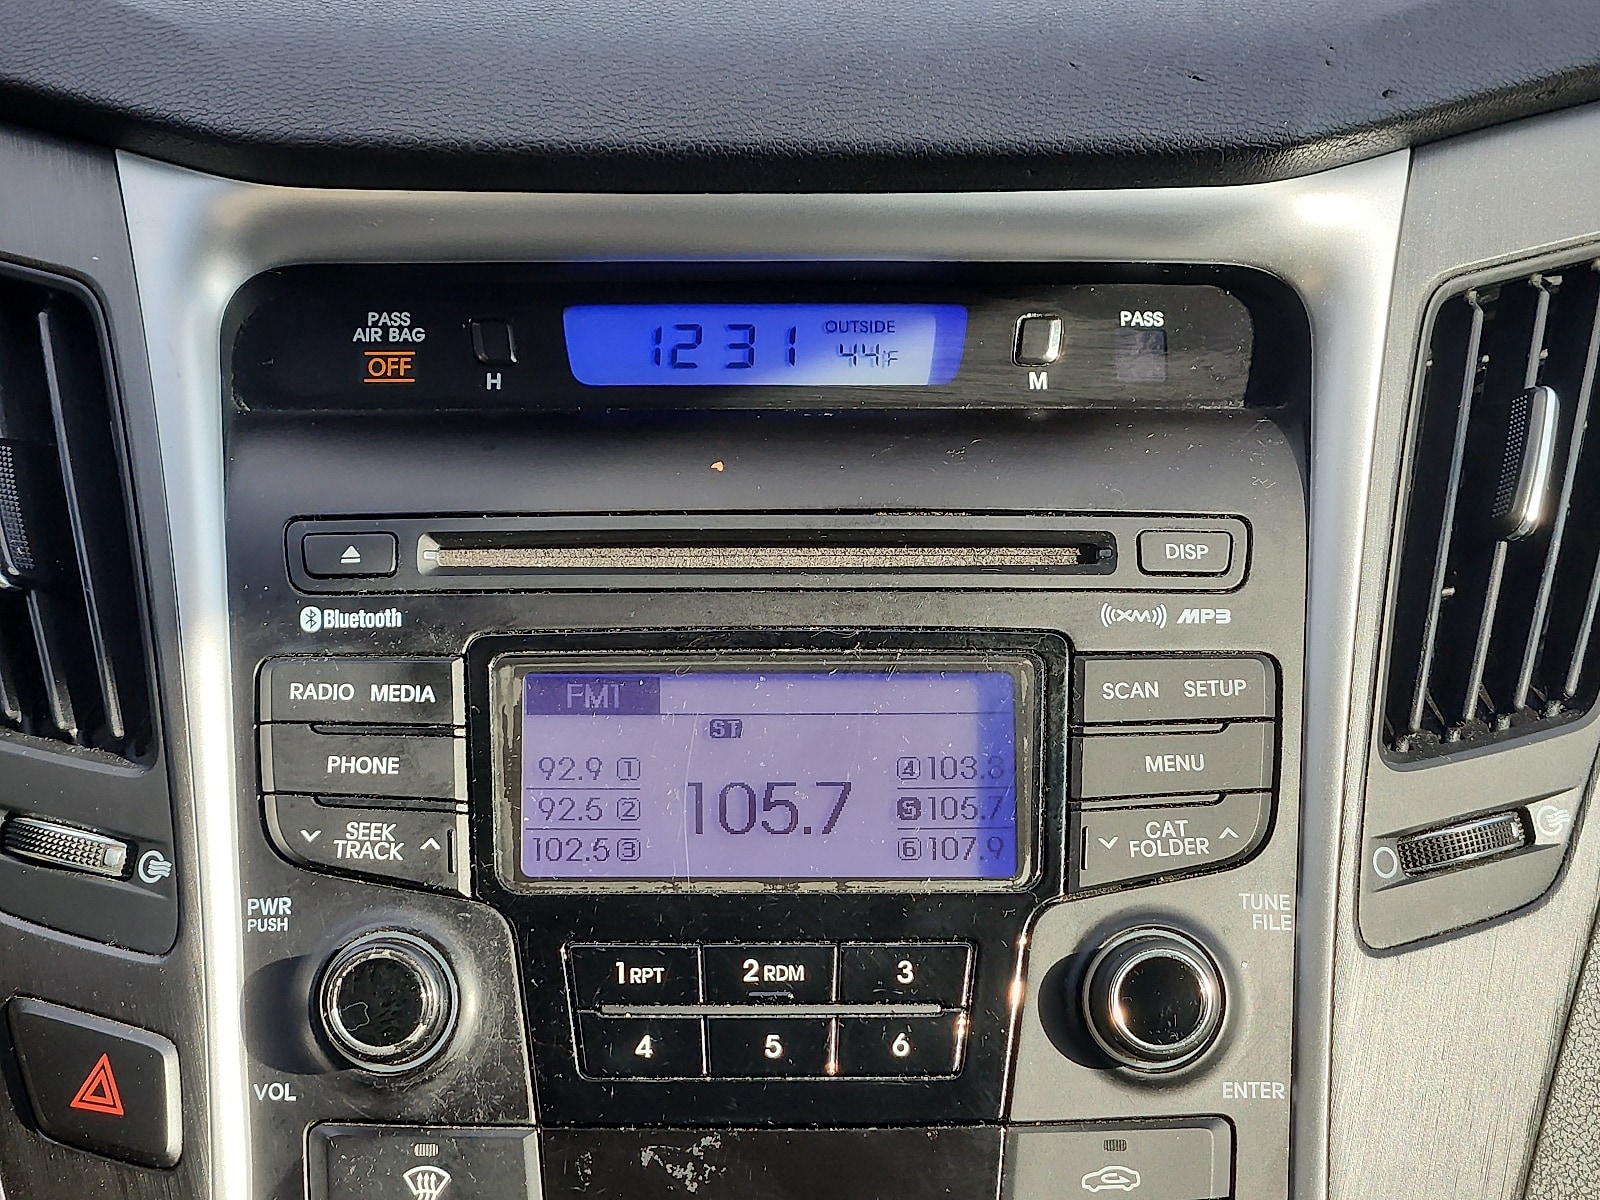 PASS
AIR BAG
OFF
H
12 31
OUTSIDE
44F
M
PASS
DISP
Bluetooth
((XM)) MP3
RADIO MEDIA
PHONE
SEEK
TRACK
FM1
ST
92.9 1
92.5 2
102.5 3
105.7
4 103.3
5 105.7
6 107.9
SCAN SETUP
MENU
CAT
FOLDER
PWR
PUSH
VOL
1 RPT
2 RDM
3
4
5
6
TUNE
FILE
ENTER